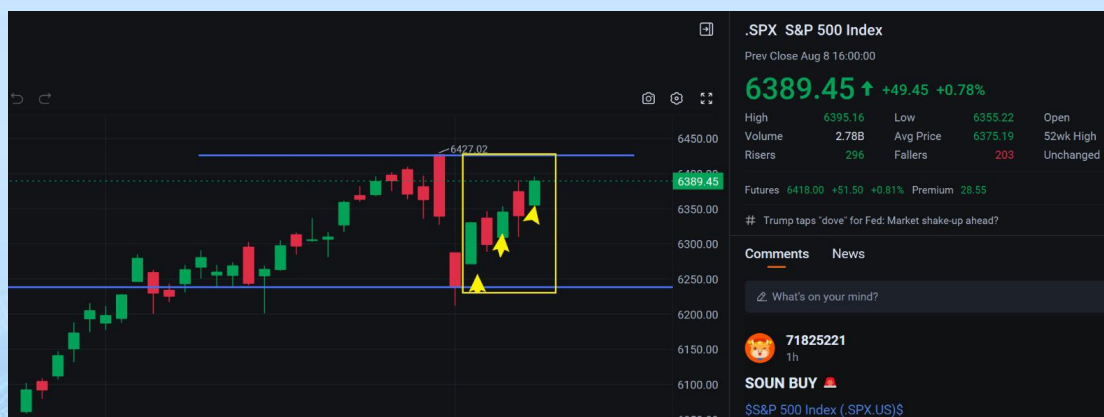 .SPX S&P 500 Index
Prev Close Aug 8 16:00:00
6389.45 +49.45 +0.78%
High 6395.16 Low 6355.22 Open
Volume 2.78B Avg Price 6375.19 52wk High
Risers 296 Fallers 203 Unchanged
Futures 6418.00 +51.50 +0.81% Premium 28.55
# Trump taps "dove" for Fed: Market shake-up ahead?
Comments News
What's on your mind?
71825221
1h
SOUN BUY
$S&P 500 Index (.SPX.US)$
6427.02
6450.00
6389.45
6350.00
6300.00
6250.00
6200.00
6150.00
6100.00